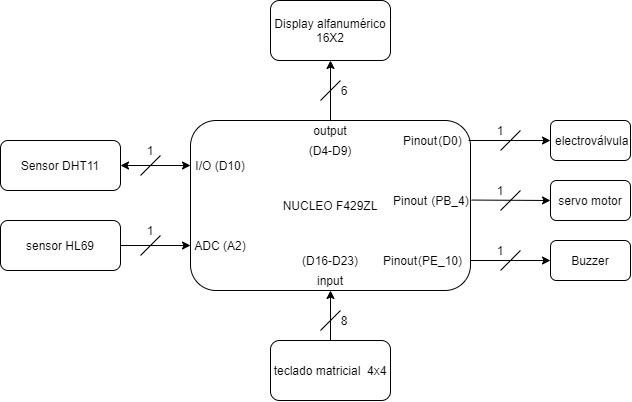 Display alfanumérico
16X2
6
output
(D4-D9)
Pinout(D0)
1
electroválvula
1
Sensor DHT11
I/O (D10)
NUCLEO F429ZL
Pinout (PB_4)
1
servo motor
1
sensor HL69
ADC (A2)
(D16-D23)
input
Pinout(PE_10)
1
Buzzer
8
teclado matricial 4x4